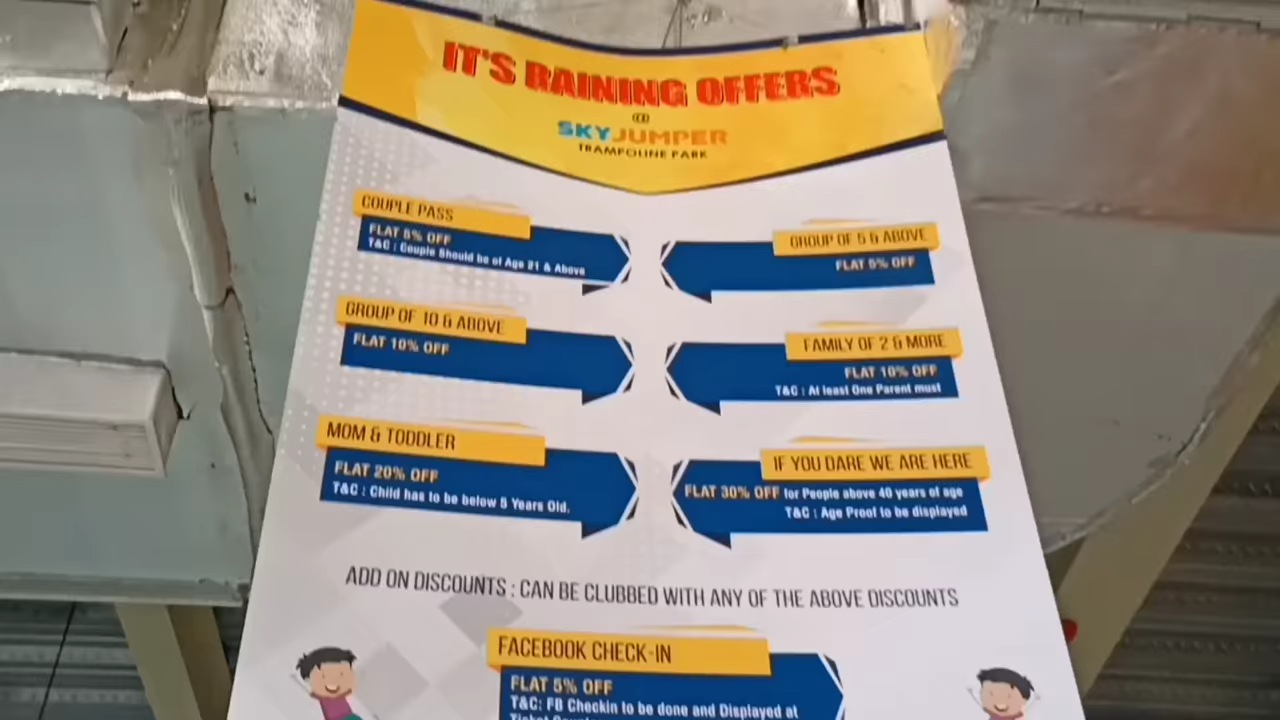 IT'S RAINING OFFERS
@
SKYJUMPER
TRAMPOLINE PARK
COUPLE PASS
FLAT 5% OFF
T&C : Couple Should be of Age 21 & Above
GROUP OF 5 & ABOVE
FLAT 5% OFF
GROUP OF 10 & ABOVE
FLAT 10% OFF
FAMILY OF 2 & MORE
FLAT 10% OFF
T&C : At least One Parent must
MOM & TODDLER
FLAT 20% OFF
T&C : Child has to be below 5 Years Old.
IF YOU DARE WE ARE HERE
FLAT 30% OFF for People above 40 years of age
T&C : Age Proof to be displayed
ADD ON DISCOUNTS : CAN BE CLUBBED WITH ANY OF THE ABOVE DISCOUNTS
FACEBOOK CHECK-IN
FLAT 5% OFF
T&C: FB Checkin to be done and Displayed at